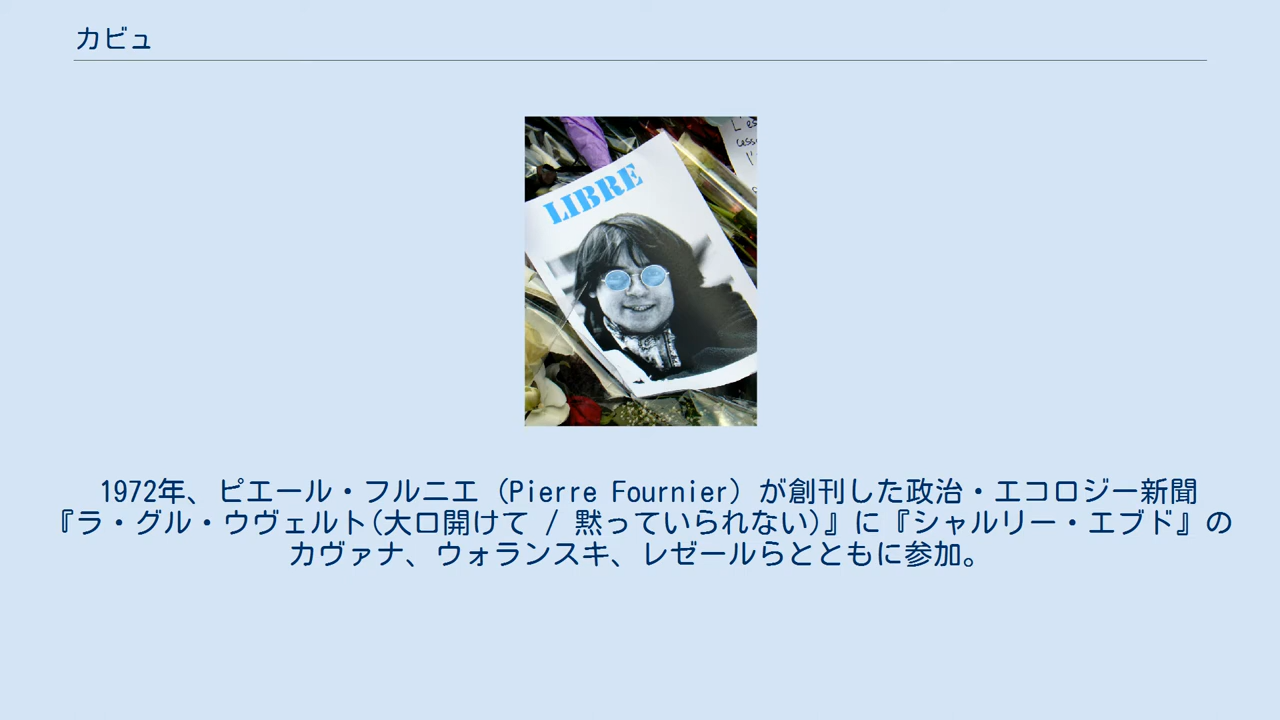 カビュ
LIBRE
L'es
cess
l'
1972年、ピエール・フルニエ（Pierre Fournier）が創刊した政治・エコロジー新聞
『ラ・グル・ウヴェルト(大口開けて / 黙っていられない)』に『シャルリー・エブド』の
カヴァナ、ウォランスキ、レゼールらとともに参加。